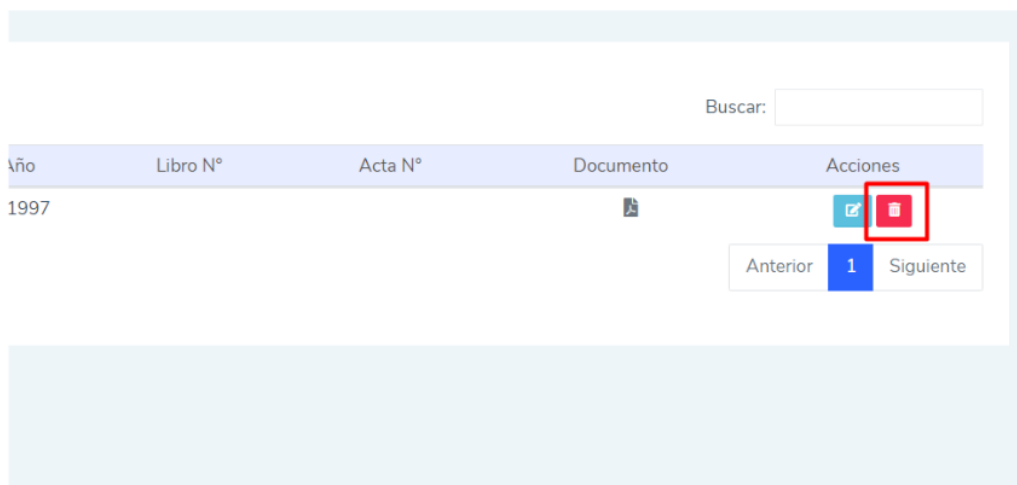 Buscar:
Año Libro N° Acta N° Documento Acciones
1997
Anterior 1 Siguiente